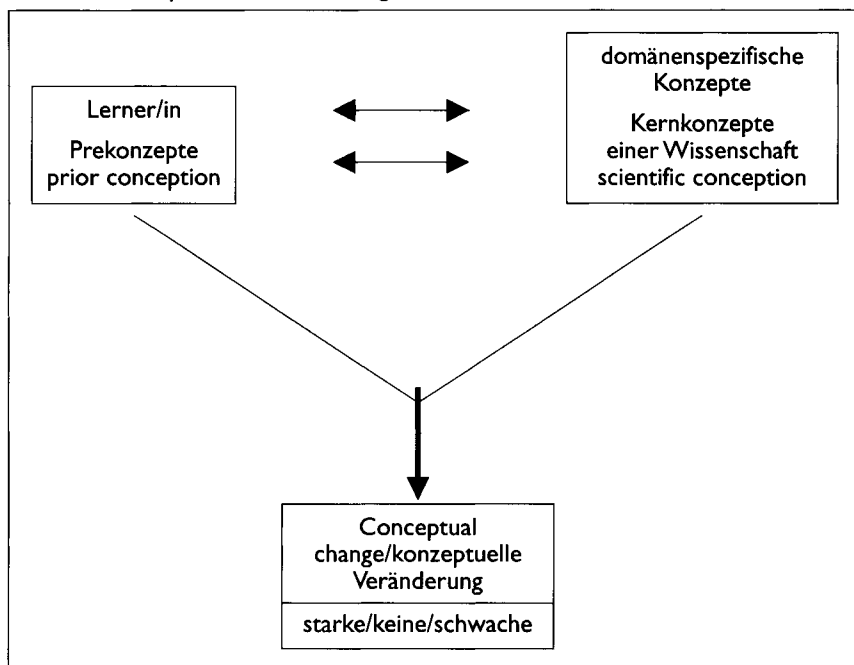 Lerner/in
Prekonzepte
prior conception
domänenspezifische
Konzepte
Kernkonzepte
einer Wissenschaft
scientific conception
Conceptual
change/konzeptuelle
Veränderung
starke/keine/schwache